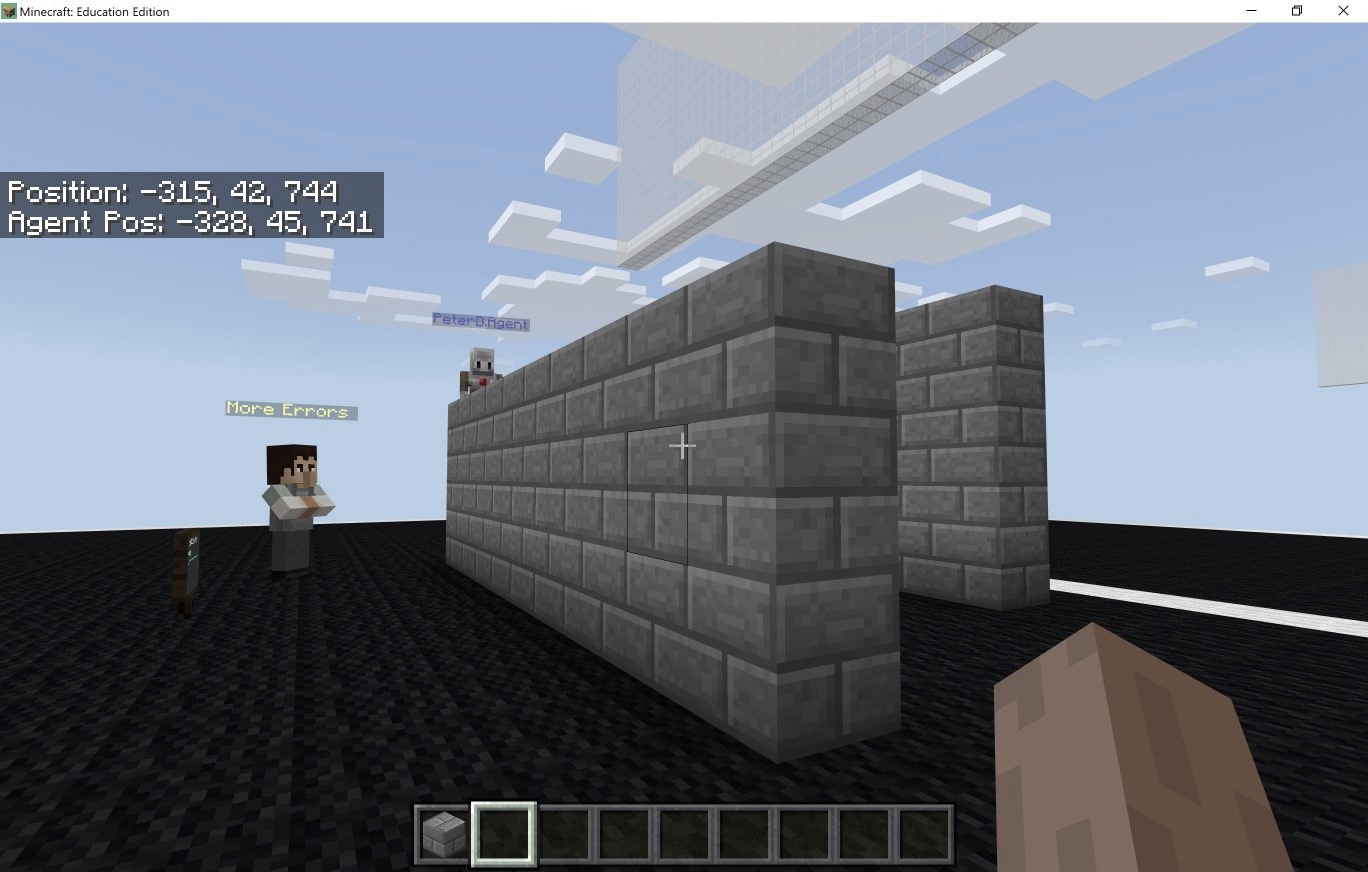 Minecraft: Education Edition
Position: -315, 42, 744
Agent Pos: -328, 45, 741
PeterD.Agent
More Errors